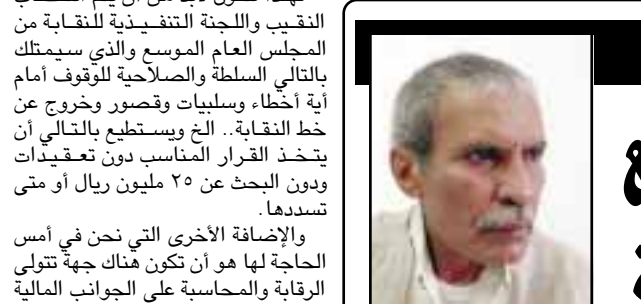 النقيب واللجنة التنفيذية للنقابة من
المجلس العام الموسع والذي سيمتلك
بالتالي السلطة والصلاحية للوقوف أمام
أية أخطاء وسلبيات وقصور وخروج عن
خط النقابة.. الخ ويستطيع بالتالي أن
يتخذ القرار المناسب دون تعقيدات
ودون البحث عن ٢٥ مليون ريال أو متى
تسددها.
والإضافة الأخرى التي نحن في أمس
الحاجة لها هو أن تكون هناك جهة تتولى
الرقابة والمحاسبة على الجوانب المالية